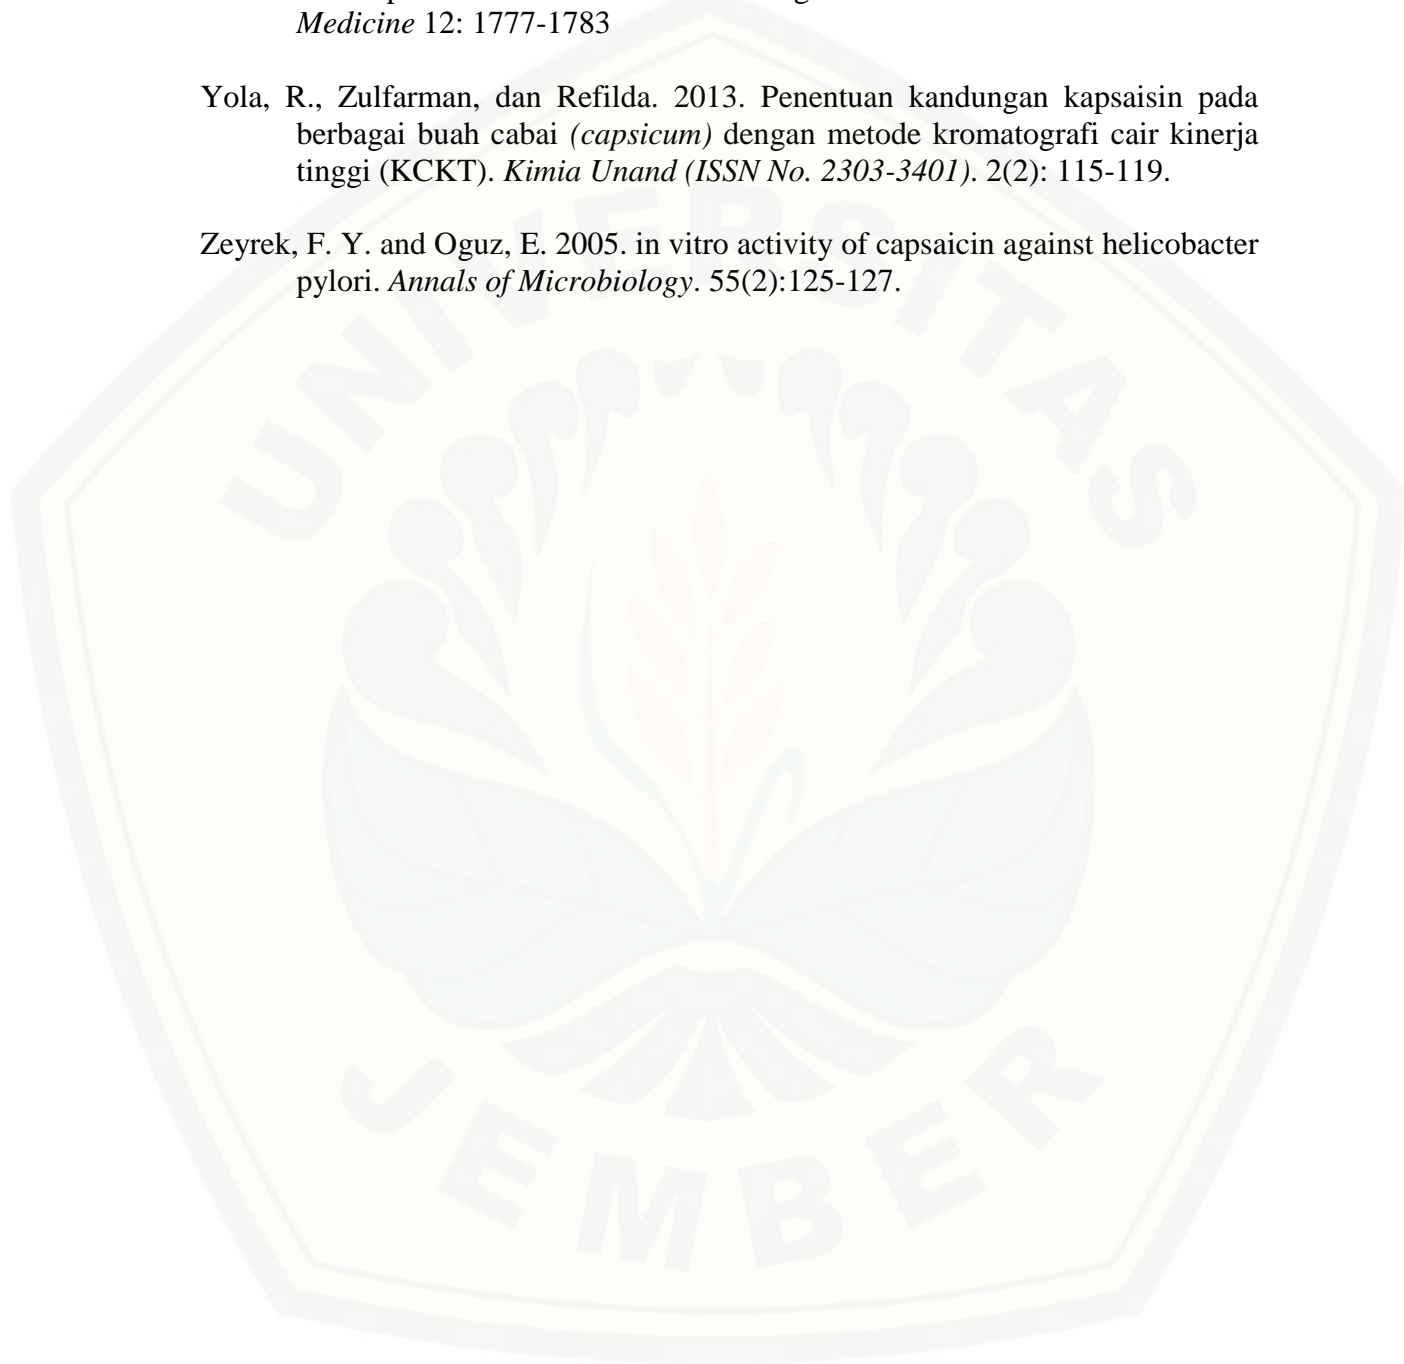 Medicine 12: 1777-1783
Yola, R., Zulfarman, dan Refilda. 2013. Penentuan kandungan kapsaisin pada
berbagai buah cabai (capsicum) dengan metode kromatografi cair kinerja
tinggi (KCKT). Kimia Unand (ISSN No. 2303-3401). 2(2): 115-119.
Zeyrek, F. Y. and Oguz, E. 2005. in vitro activity of capsaicin against helicobacter
pylori. Annals of Microbiology. 55(2):125-127.
UNIVERSITAS
JEMBER